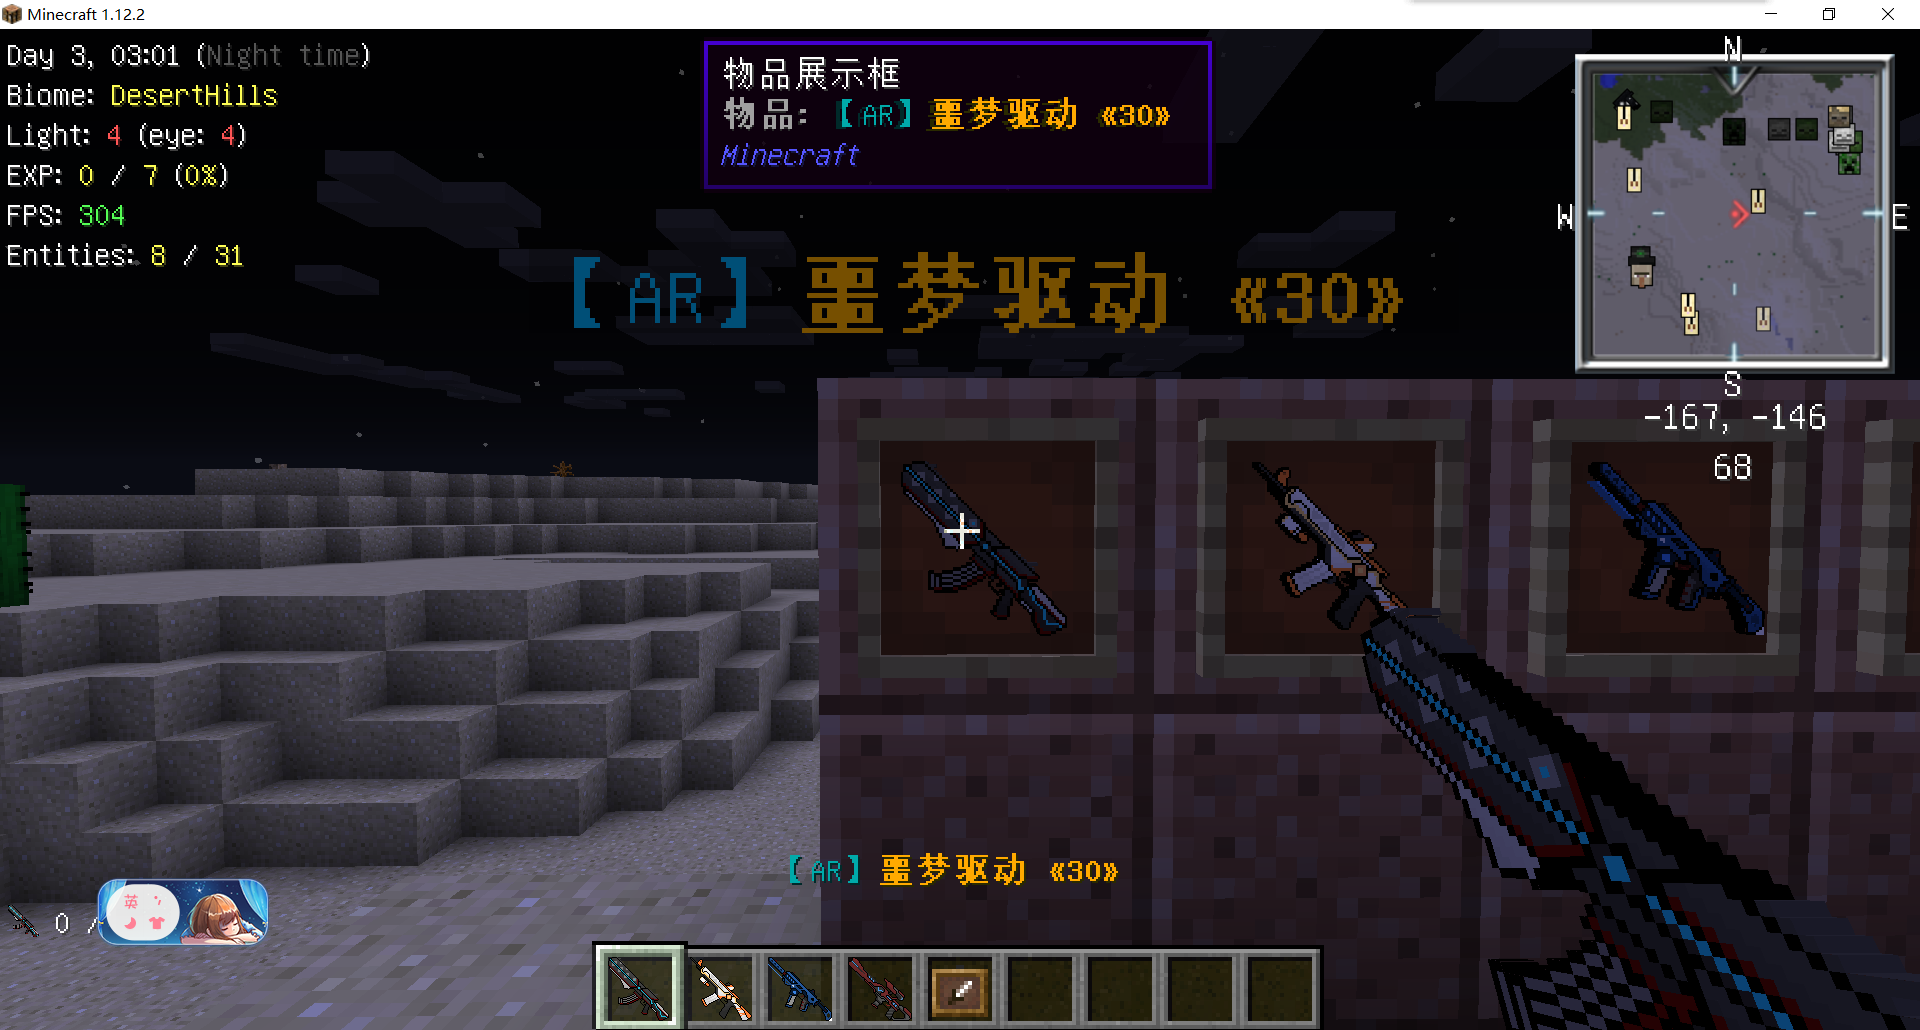 Minecraft 1.12.2
Day 3, 03:01 (Night time)
Biome: DesertHills
Light: 4 (eye: 4)
EXP: 0 / 7 (0%)
FPS: 304
Entities: 8 / 31
物品展示框
物品: 【AR】 噩梦驱动 «30»
Minecraft
N
W
E
S
-167, -146
68
【AR】 噩梦驱动 «30»
【AR】 噩梦驱动 «30»
0 /
英